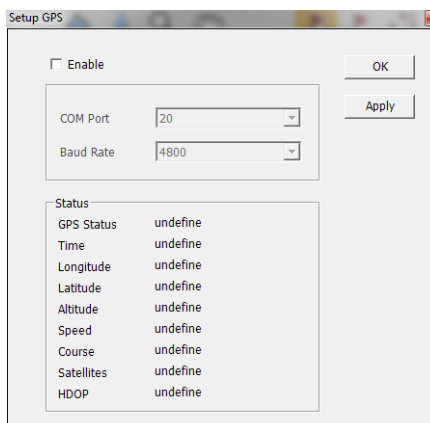 Setup GPS
Enable
OK
COM Port 20
Apply
Baud Rate 4800
Status
GPS Status undefine
Time undefine
Longitude undefine
Latitude undefine
Altitude undefine
Speed undefine
Course undefine
Satellites undefine
HDOP undefine